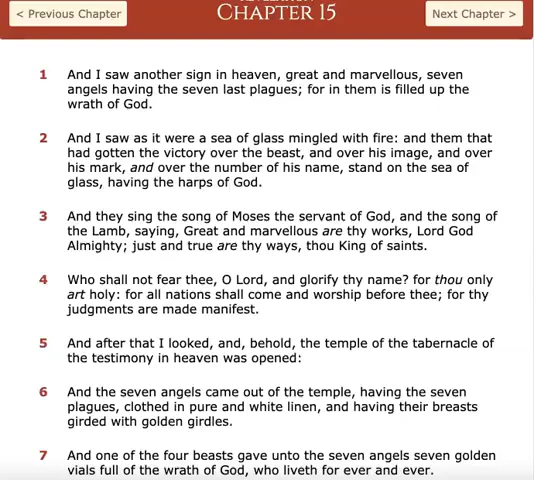 < Previous Chapter
CHAPTER 15
Next Chapter >
1 And I saw another sign in heaven, great and marvellous, seven
angels having the seven last plagues; for in them is filled up the
wrath of God.
2 And I saw as it were a sea of glass mingled with fire: and them that
had gotten the victory over the beast, and over his image, and over
his mark, and over the number of his name, stand on the sea of
glass, having the harps of God.
3 And they sing the song of Moses the servant of God, and the song of
the Lamb, saying, Great and marvellous are thy works, Lord God
Almighty; just and true are thy ways, thou King of saints.
4 Who shall not fear thee, O Lord, and glorify thy name? for thou only
art holy: for all nations shall come and worship before thee; for thy
judgments are made manifest.
5 And after that I looked, and, behold, the temple of the tabernacle of
the testimony in heaven was opened:
6 And the seven angels came out of the temple, having the seven
plagues, clothed in pure and white linen, and having their breasts
girded with golden girdles.
7 And one of the four beasts gave unto the seven angels seven golden
vials full of the wrath of God, who liveth for ever and ever.